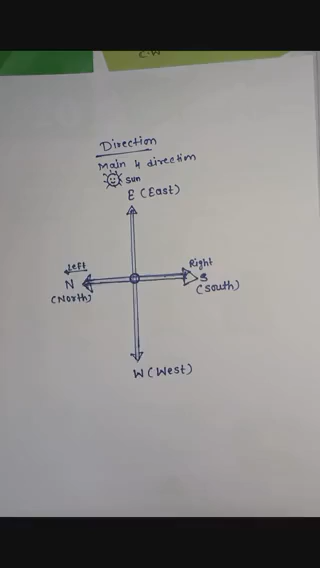 C.W
Direction
Main 4 direction
sun
E (East)
Left
Right
N
S
(North)
(South)
W (West)